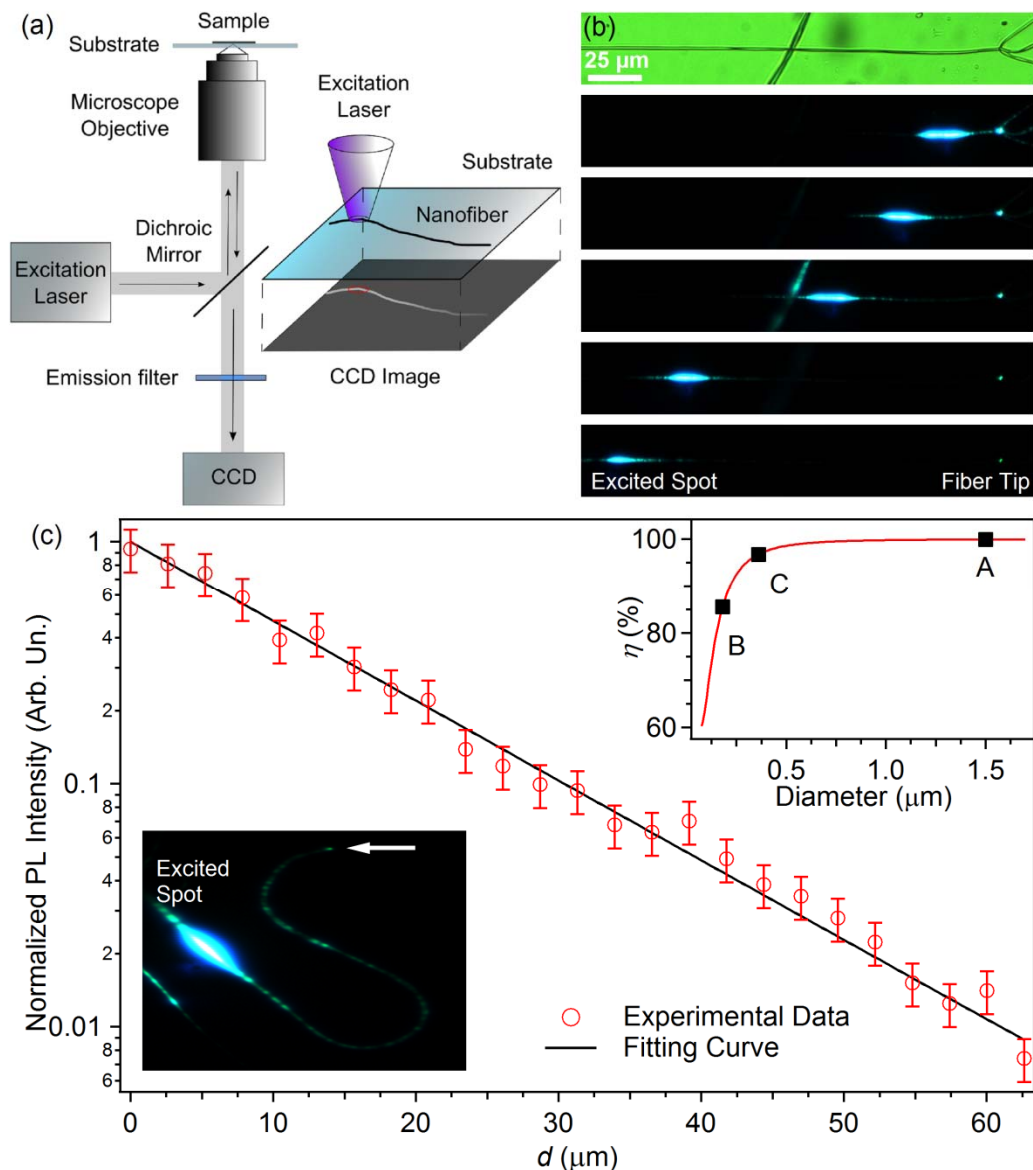 (a)
Sample
Substrate
Microscope
Objective
Excitation
Laser
Substrate
Nanofiber
Dichroic
Mirror
Excitation
Laser
Emission filter
CCD Image
CCD
(b)
25 µm
Excited Spot
Fiber Tip
(c)
Normalized PL Intensity (Arb. Un.)
1
8
6
4
2
0.1
8
6
4
2
0.01
8
6
0
10
20
30
40
50
60
d (µm)
Excited
Spot
Experimental Data
Fitting Curve
η (%)
100
80
60
A
C
B
0.5
1.0
1.5
Diameter (µm)